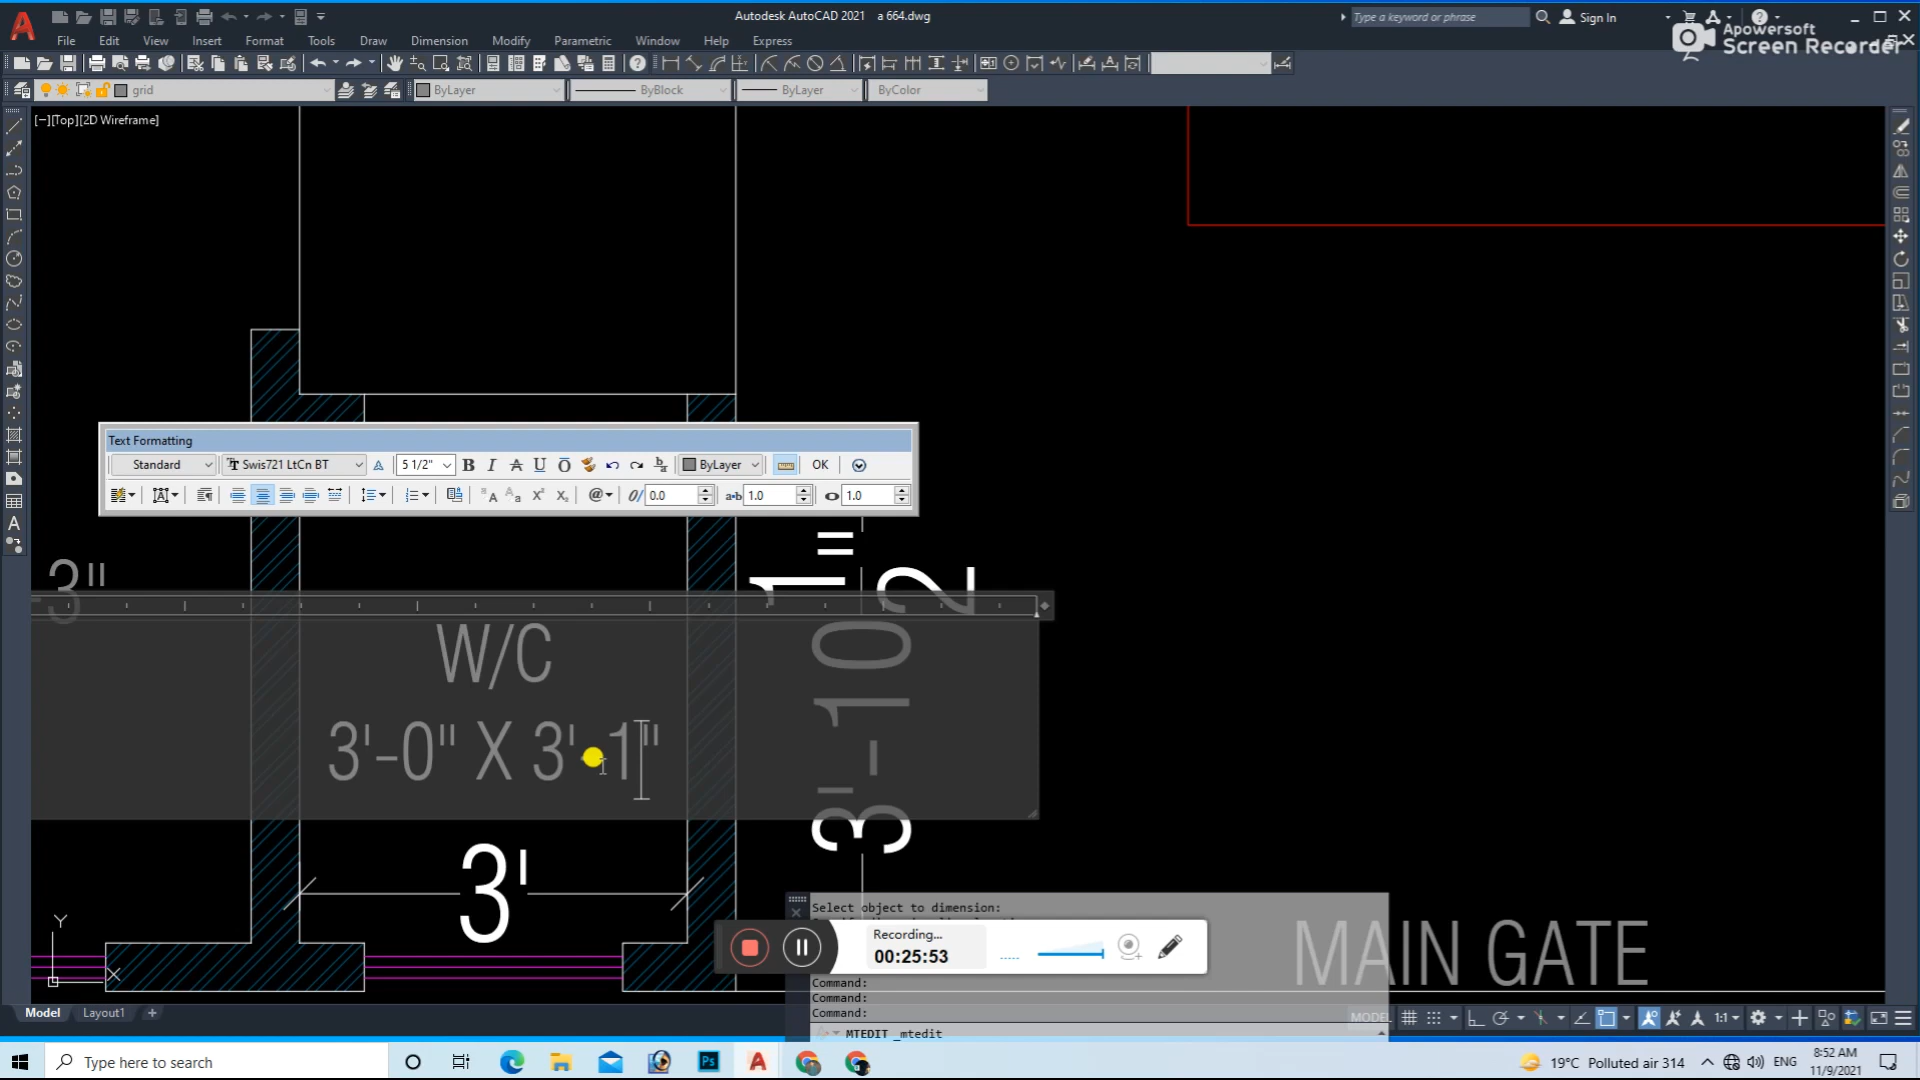 Autodesk AutoCAD 2021 a 664.dwg
Type a keyword or phrase
Sign In
Apowersoft
Screen Recorder
File Edit View Insert Format Tools Draw Dimension Modify Parametric Window Help Express
grid
ByLayer
ByBlock
ByLayer
ByColor
[−][Top][2D Wireframe]
Text Formatting
Standard
Swis721 LtCn BT
5 1/2"
B I A U O
ByLayer
OK
0.0
a•b 1.0
1.0
3"
W/C
3'-0" X 3'-1"
3'
3'-10
1"
2
MAIN GATE
Y
X
Select object to dimension:
Recording...
00:25:53
Command:
Command:
Command:
MTEDIT _mtedit
Model Layout1 +
MODEL
1:1
Type here to search
Ps
19°C Polluted air 314
ENG
8:52 AM
11/9/2021